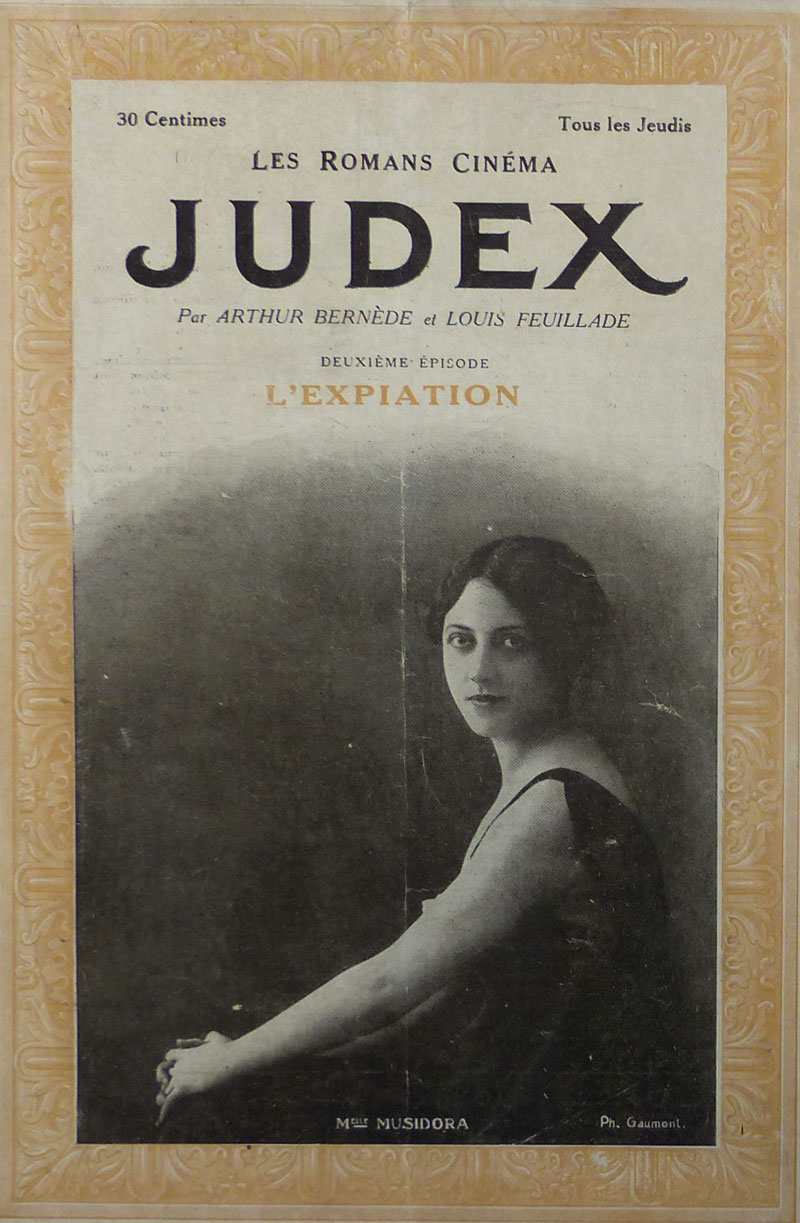 30 Centimes
Tous les Jeudis
LES ROMANS CINÉMA
JUDEX
Par ARTHUR BERNÈDE et LOUIS FEUILLADE
DEUXIÈME ÉPISODE
L'EXPIATION
Melle MUSIDORA
Ph. Gaumont.